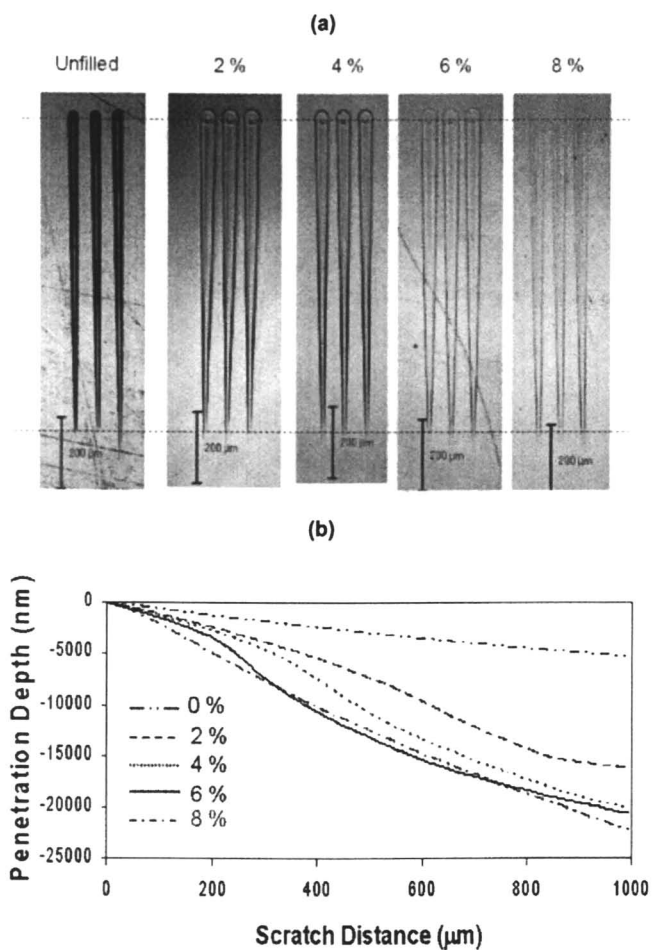 (a)
Unfilled 2 % 4 % 6 % 8 %
200 µm 200 µm 200 µm 200 µm 200 µm
(b)
Penetration Depth (nm)
0
-5000
-10000
-15000
-20000
-25000
0 %
2 %
4 %
6 %
8 %
0 200 400 600 800 1000
Scratch Distance (µm)